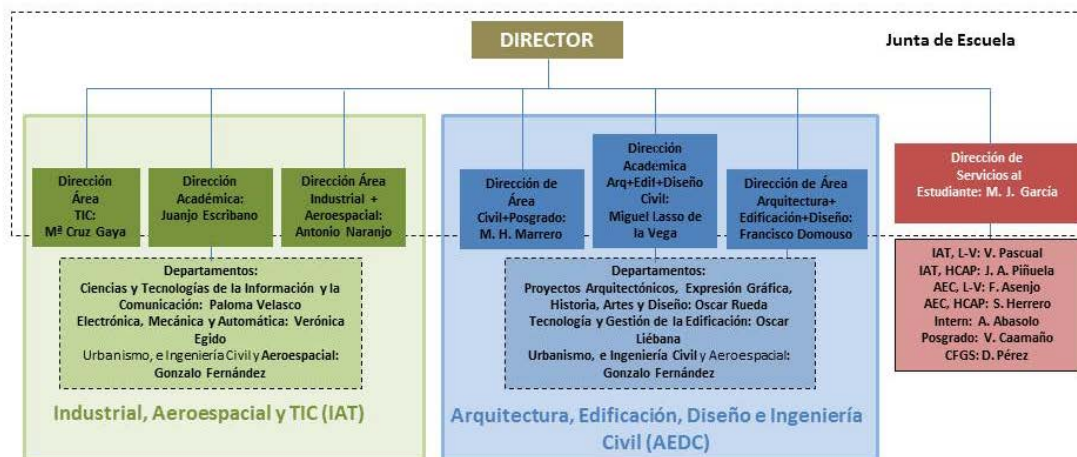 DIRECTOR
Junta de Escuela
Dirección
Área
TIC:
Mª Cruz Gaya
Dirección
Académica:
Juanjo Escribano
Dirección Área
Industrial +
Aeroespacial:
Antonio Naranjo
Dirección de
Área
Civil+Posgrado:
M. H. Marrero
Dirección
Académica
Arq+Edif+Diseño
Civil:
Miguel Lasso de
la Vega
Dirección de Área
Arquitectura+
Edificación+Diseño:
Francisco Domouso
Dirección de
Servicios al
Estudiante: M. J. García
Departamentos:
Ciencias y Tecnologías de la Información y la
Comunicación: Paloma Velasco
Electrónica, Mecánica y Automática: Verónica
Egido
Urbanismo, e Ingeniería Civil y Aeroespacial:
Gonzalo Fernández
Departamentos:
Proyectos Arquitectónicos, Expresión Gráfica,
Historia, Artes y Diseño: Oscar Rueda
Tecnología y Gestión de la Edificación: Oscar
Liébana
Urbanismo, e Ingeniería Civil y Aeroespacial:
Gonzalo Fernández
IAT, L-V: V. Pascual
IAT, HCAP: J. A. Piñuela
AEC, L-V: F. Asenjo
AEC, HCAP: S. Herrero
Intern: A. Abasolo
Posgrado: V. Caamaño
CFGS: D. Pérez
Industrial, Aeroespacial y TIC (IAT)
Arquitectura, Edificación, Diseño e Ingeniería
Civil (AEDC)